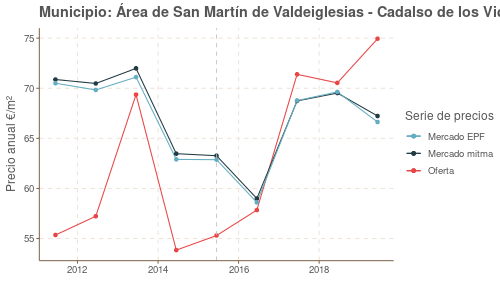 Municipio: Área de San Martín de Valdeiglesias - Cadalso de los
Precio anual €/m²
75
70
65
60
55
2012
2014
2016
2018
Serie de precios
Mercado EPF
Mercado mitma
Oferta